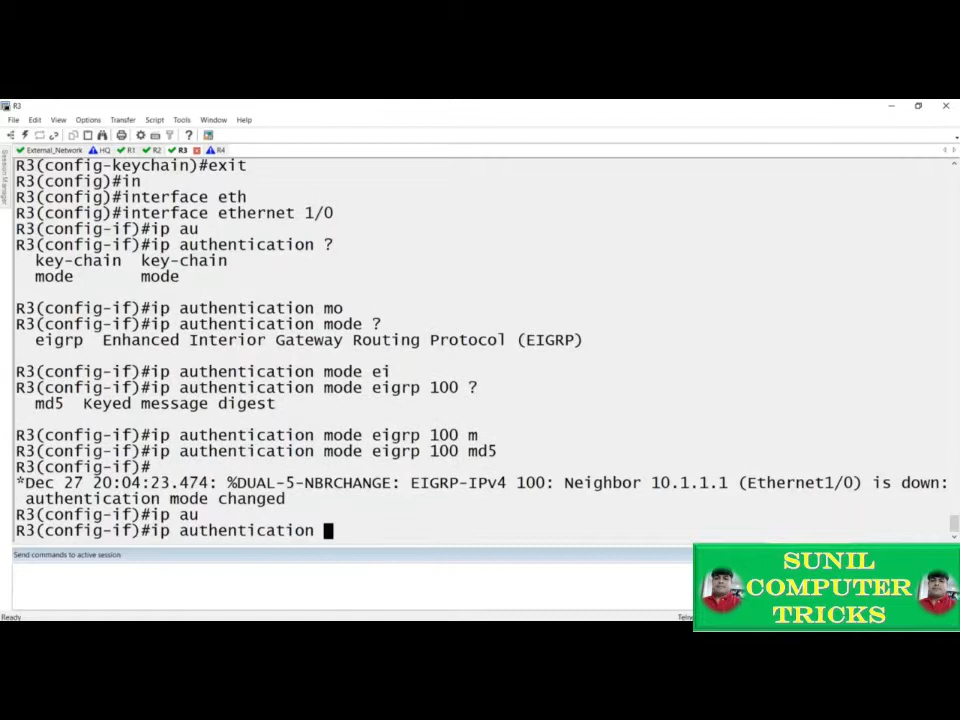 R3
File Edit View Options Transfer Script Tools Window Help
External_Network HQ R1 R2 R3 R4
Session Manager
R3(config-keychain)#exit
R3(config)#in
R3(config)#interface eth
R3(config)#interface ethernet 1/0
R3(config-if)#ip au
R3(config-if)#ip authentication ?
key-chain  key-chain
mode       mode
R3(config-if)#ip authentication mo
R3(config-if)#ip authentication mode ?
eigrp  Enhanced Interior Gateway Routing Protocol (EIGRP)
R3(config-if)#ip authentication mode ei
R3(config-if)#ip authentication mode eigrp 100 ?
md5  Keyed message digest
R3(config-if)#ip authentication mode eigrp 100 m
R3(config-if)#ip authentication mode eigrp 100 md5
R3(config-if)#
*Dec 27 20:04:23.474: %DUAL-5-NBRCHANGE: EIGRP-IPv4 100: Neighbor 10.1.1.1 (Ethernet1/0) is down:
authentication mode changed
R3(config-if)#ip au
R3(config-if)#ip authentication
Send commands to active session
Ready
SUNIL
COMPUTER
TRICKS